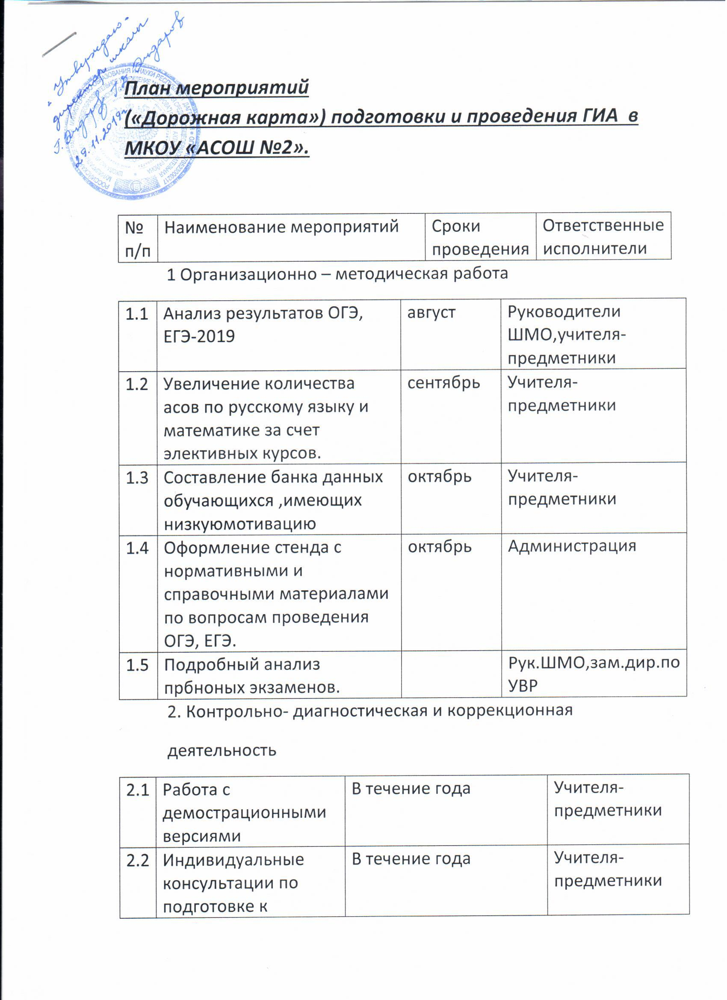 Утверждаю
директор школы
29.11.2019г
План мероприятий
(«Дорожная карта») подготовки и проведения ГИА в
МКОУ «АСОШ №2».
№ Наименование мероприятий Сроки Ответственные
п/п проведения исполнители
1 Организационно – методическая работа
1.1 Анализ результатов ОГЭ, август Руководители
ЕГЭ-2019 ШМО,учителя-
предметники
1.2 Увеличение количества сентябрь Учителя-
асов по русскому языку и предметники
математике за счет
элективных курсов.
1.3 Составление банка данных октябрь Учителя-
обучающихся ,имеющих предметники
низкуюмотивацию
1.4 Оформление стенда с октябрь Администрация
нормативными и
справочными материалами
по вопросам проведения
ОГЭ, ЕГЭ.
1.5 Подробный анализ Рук.ШМО,зам.дир.по
прбноных экзаменов. УВР
2. Контрольно- диагностическая и коррекционная
деятельность
2.1 Работа с В течение года Учителя-
демострационными предметники
версиями
2.2 Индивидуальные В течение года Учителя-
консультации по предметники
подготовке к